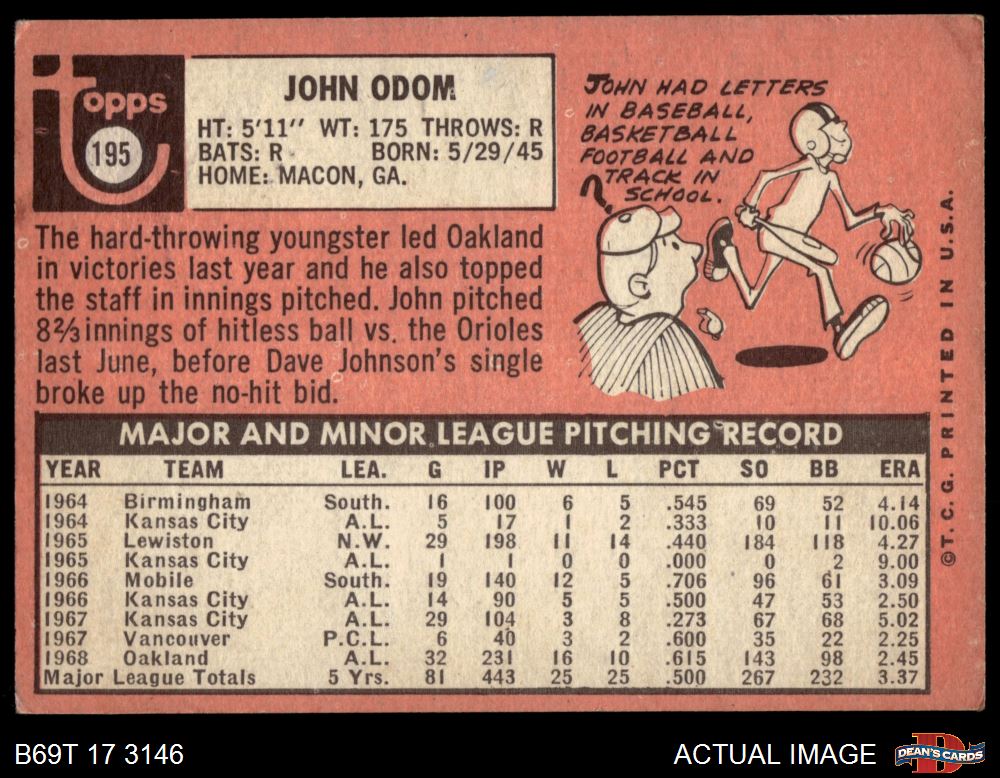 topps
195
JOHN ODOM
HT: 5'11" WT: 175 THROWS: R
BATS: R BORN: 5/29/45
HOME: MACON, GA.
JOHN HAD LETTERS
IN BASEBALL,
BASKETBALL
FOOTBALL AND
TRACK IN
SCHOOL.
?
The hard-throwing youngster led Oakland
in victories last year and he also topped
the staff in innings pitched. John pitched
8⅔ innings of hitless ball vs. the Orioles
last June, before Dave Johnson's single
broke up the no-hit bid.
MAJOR AND MINOR LEAGUE PITCHING RECORD
YEAR TEAM LEA. G IP W L PCT SO BB ERA
1964 Birmingham South. 16 100 6 5 .545 69 52 4.14
1964 Kansas City A.L. 5 17 1 2 .333 10 11 10.06
1965 Lewiston N.W. 29 198 11 14 .440 184 118 4.27
1965 Kansas City A.L. 1 1 0 0 .000 0 2 9.00
1966 Mobile South. 19 140 12 5 .706 96 61 3.09
1966 Kansas City A.L. 14 90 5 5 .500 47 53 2.50
1967 Kansas City A.L. 29 104 3 8 .273 67 68 5.02
1967 Vancouver P.C.L. 6 40 3 2 .600 35 22 2.25
1968 Oakland A.L. 32 231 16 10 .615 143 98 2.45
Major League Totals 5 Yrs. 81 443 25 25 .500 267 232 3.37
©T.C.G. PRINTED IN U.S.A.
B69T 17 3146
ACTUAL IMAGE
DEAN'S CARDS